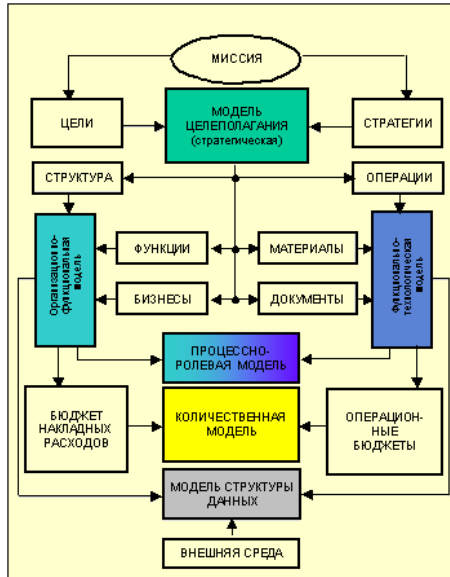 МИССИЯ
ЦЕЛИ
МОДЕЛЬ
ЦЕЛЕПОЛАГАНИЯ
(стратегическая)
СТРАТЕГИИ
СТРУКТУРА
ОПЕРАЦИИ
Организационно-
функциональная
модель
ФУНКЦИИ
МАТЕРИАЛЫ
БИЗНЕСЫ
ДОКУМЕНТЫ
Функционально-
технологическая
модель
ПРОЦЕССНО-
РОЛЕВАЯ МОДЕЛЬ
БЮДЖЕТ
НАКЛАДНЫХ
РАСХОДОВ
КОЛИЧЕСТВЕННАЯ
МОДЕЛЬ
ОПЕРАЦИОН-
НЫЕ
БЮДЖЕТЫ
МОДЕЛЬ СТРУКТУРЫ
ДАННЫХ
ВНЕШНЯЯ СРЕДА